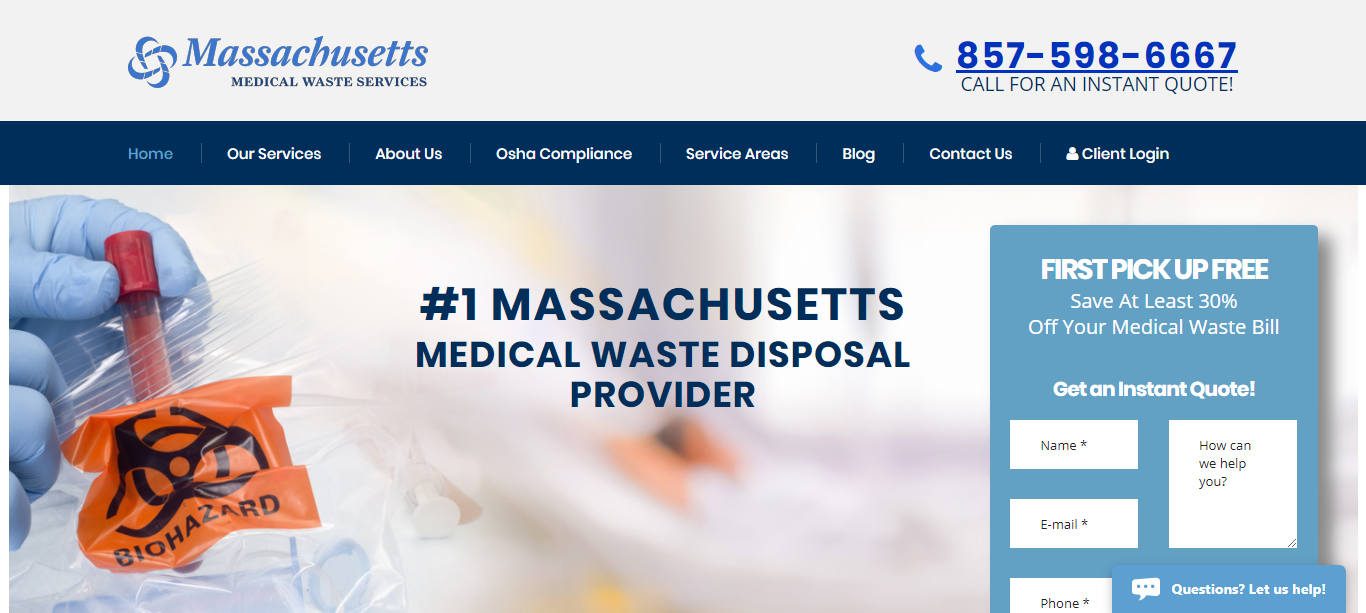 Massachusetts
MEDICAL WASTE SERVICES
857-598-6667
CALL FOR AN INSTANT QUOTE!
Home
Our Services
About Us
Osha Compliance
Service Areas
Blog
Contact Us
Client Login
#1 MASSACHUSETTS
MEDICAL WASTE DISPOSAL
PROVIDER
BIOHAZARD
FIRST PICK UP FREE
Save At Least 30%
Off Your Medical Waste Bill
Get an Instant Quote!
Name *
E-mail *
Phone *
How can
we help
you?
Questions? Let us help!